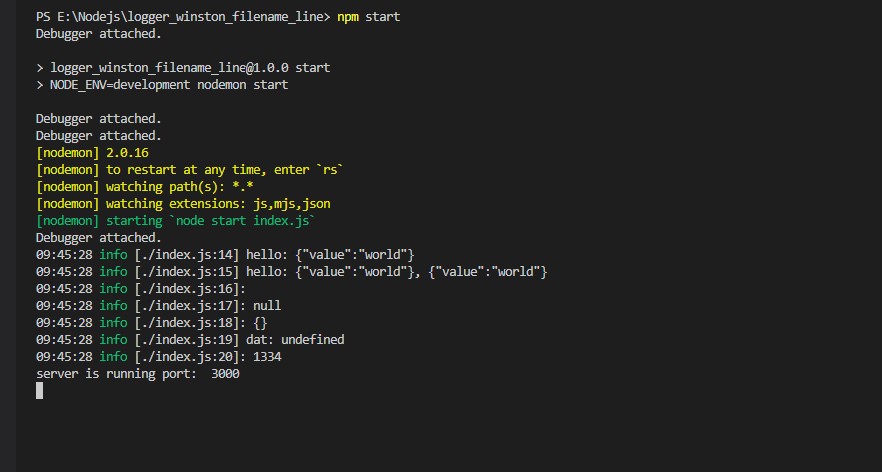 PS E:\Nodejs\logger_winston_filename_line> npm start
Debugger attached.
> logger_winston_filename_line@1.0.0 start
> NODE_ENV=development nodemon start
Debugger attached.
Debugger attached.
[nodemon] 2.0.16
[nodemon] to restart at any time, enter `rs`
[nodemon] watching path(s): *.*
[nodemon] watching extensions: js,mjs,json
[nodemon] starting `node start index.js`
Debugger attached.
09:45:28 info [./index.js:14] hello: {"value":"world"}
09:45:28 info [./index.js:15] hello: {"value":"world"}, {"value":"world"}
09:45:28 info [./index.js:16]:
09:45:28 info [./index.js:17]: null
09:45:28 info [./index.js:18]: {}
09:45:28 info [./index.js:19] dat: undefined
09:45:28 info [./index.js:20]: 1334
server is running port:  3000